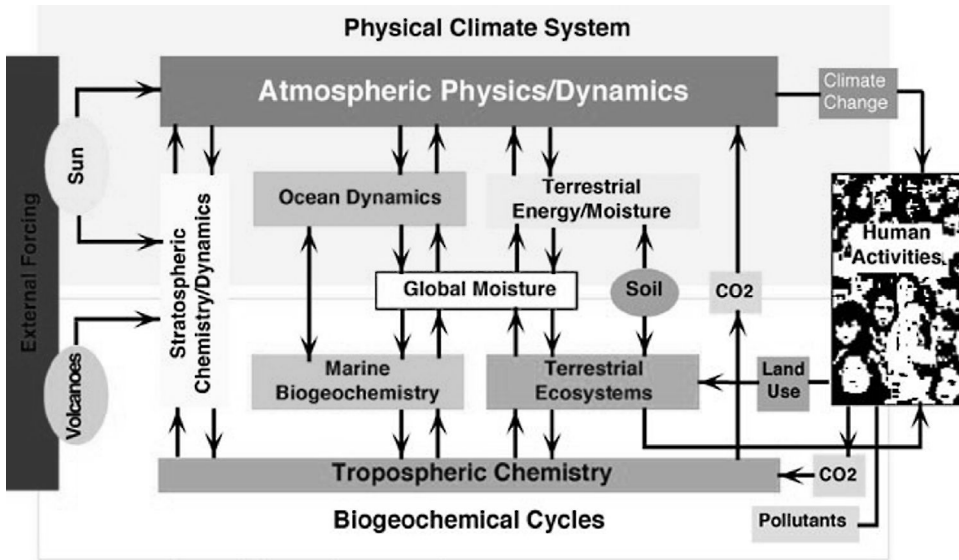 Physical Climate System
Atmospheric Physics/Dynamics
Climate
Change
External Forcing
Sun
Volcanoes
Stratospheric
Chemistry/Dynamics
Ocean Dynamics
Terrestrial
Energy/Moisture
Human
Activities
Global Moisture
Soil
CO2
Marine
Biogeochemistry
Terrestrial
Ecosystems
Land
Use
Tropospheric Chemistry
CO2
Biogeochemical Cycles
Pollutants